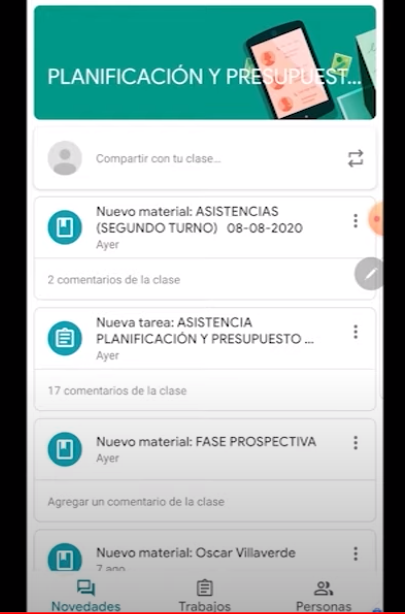 PLANIFICACIÓN Y PRESUPUEST...
Compartir con tu clase...
Nuevo material: ASISTENCIAS
(SEGUNDO TURNO) 08-08-2020
Ayer
2 comentarios de la clase
Nueva tarea: ASISTENCIA
PLANIFICACIÓN Y PRESUPUESTO ...
Ayer
17 comentarios de la clase
Nuevo material: FASE PROSPECTIVA
Ayer
Agregar un comentario de la clase
Nuevo material: Oscar Villaverde
7 ago.
Novedades
Trabajos
Personas